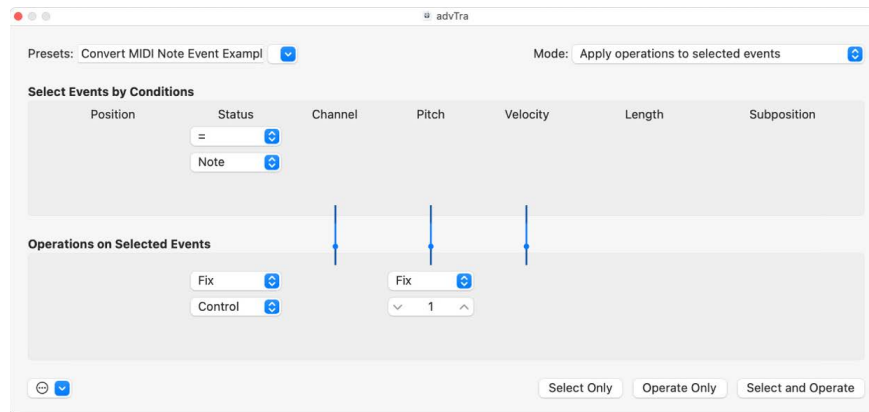 advTra
Presets: Convert MIDI Note Event Exampl Mode: Apply operations to selected events
Select Events by Conditions
Position Status Channel Pitch Velocity Length Subposition
=
Note
Operations on Selected Events
Fix Fix
Control 1
Select Only Operate Only Select and Operate